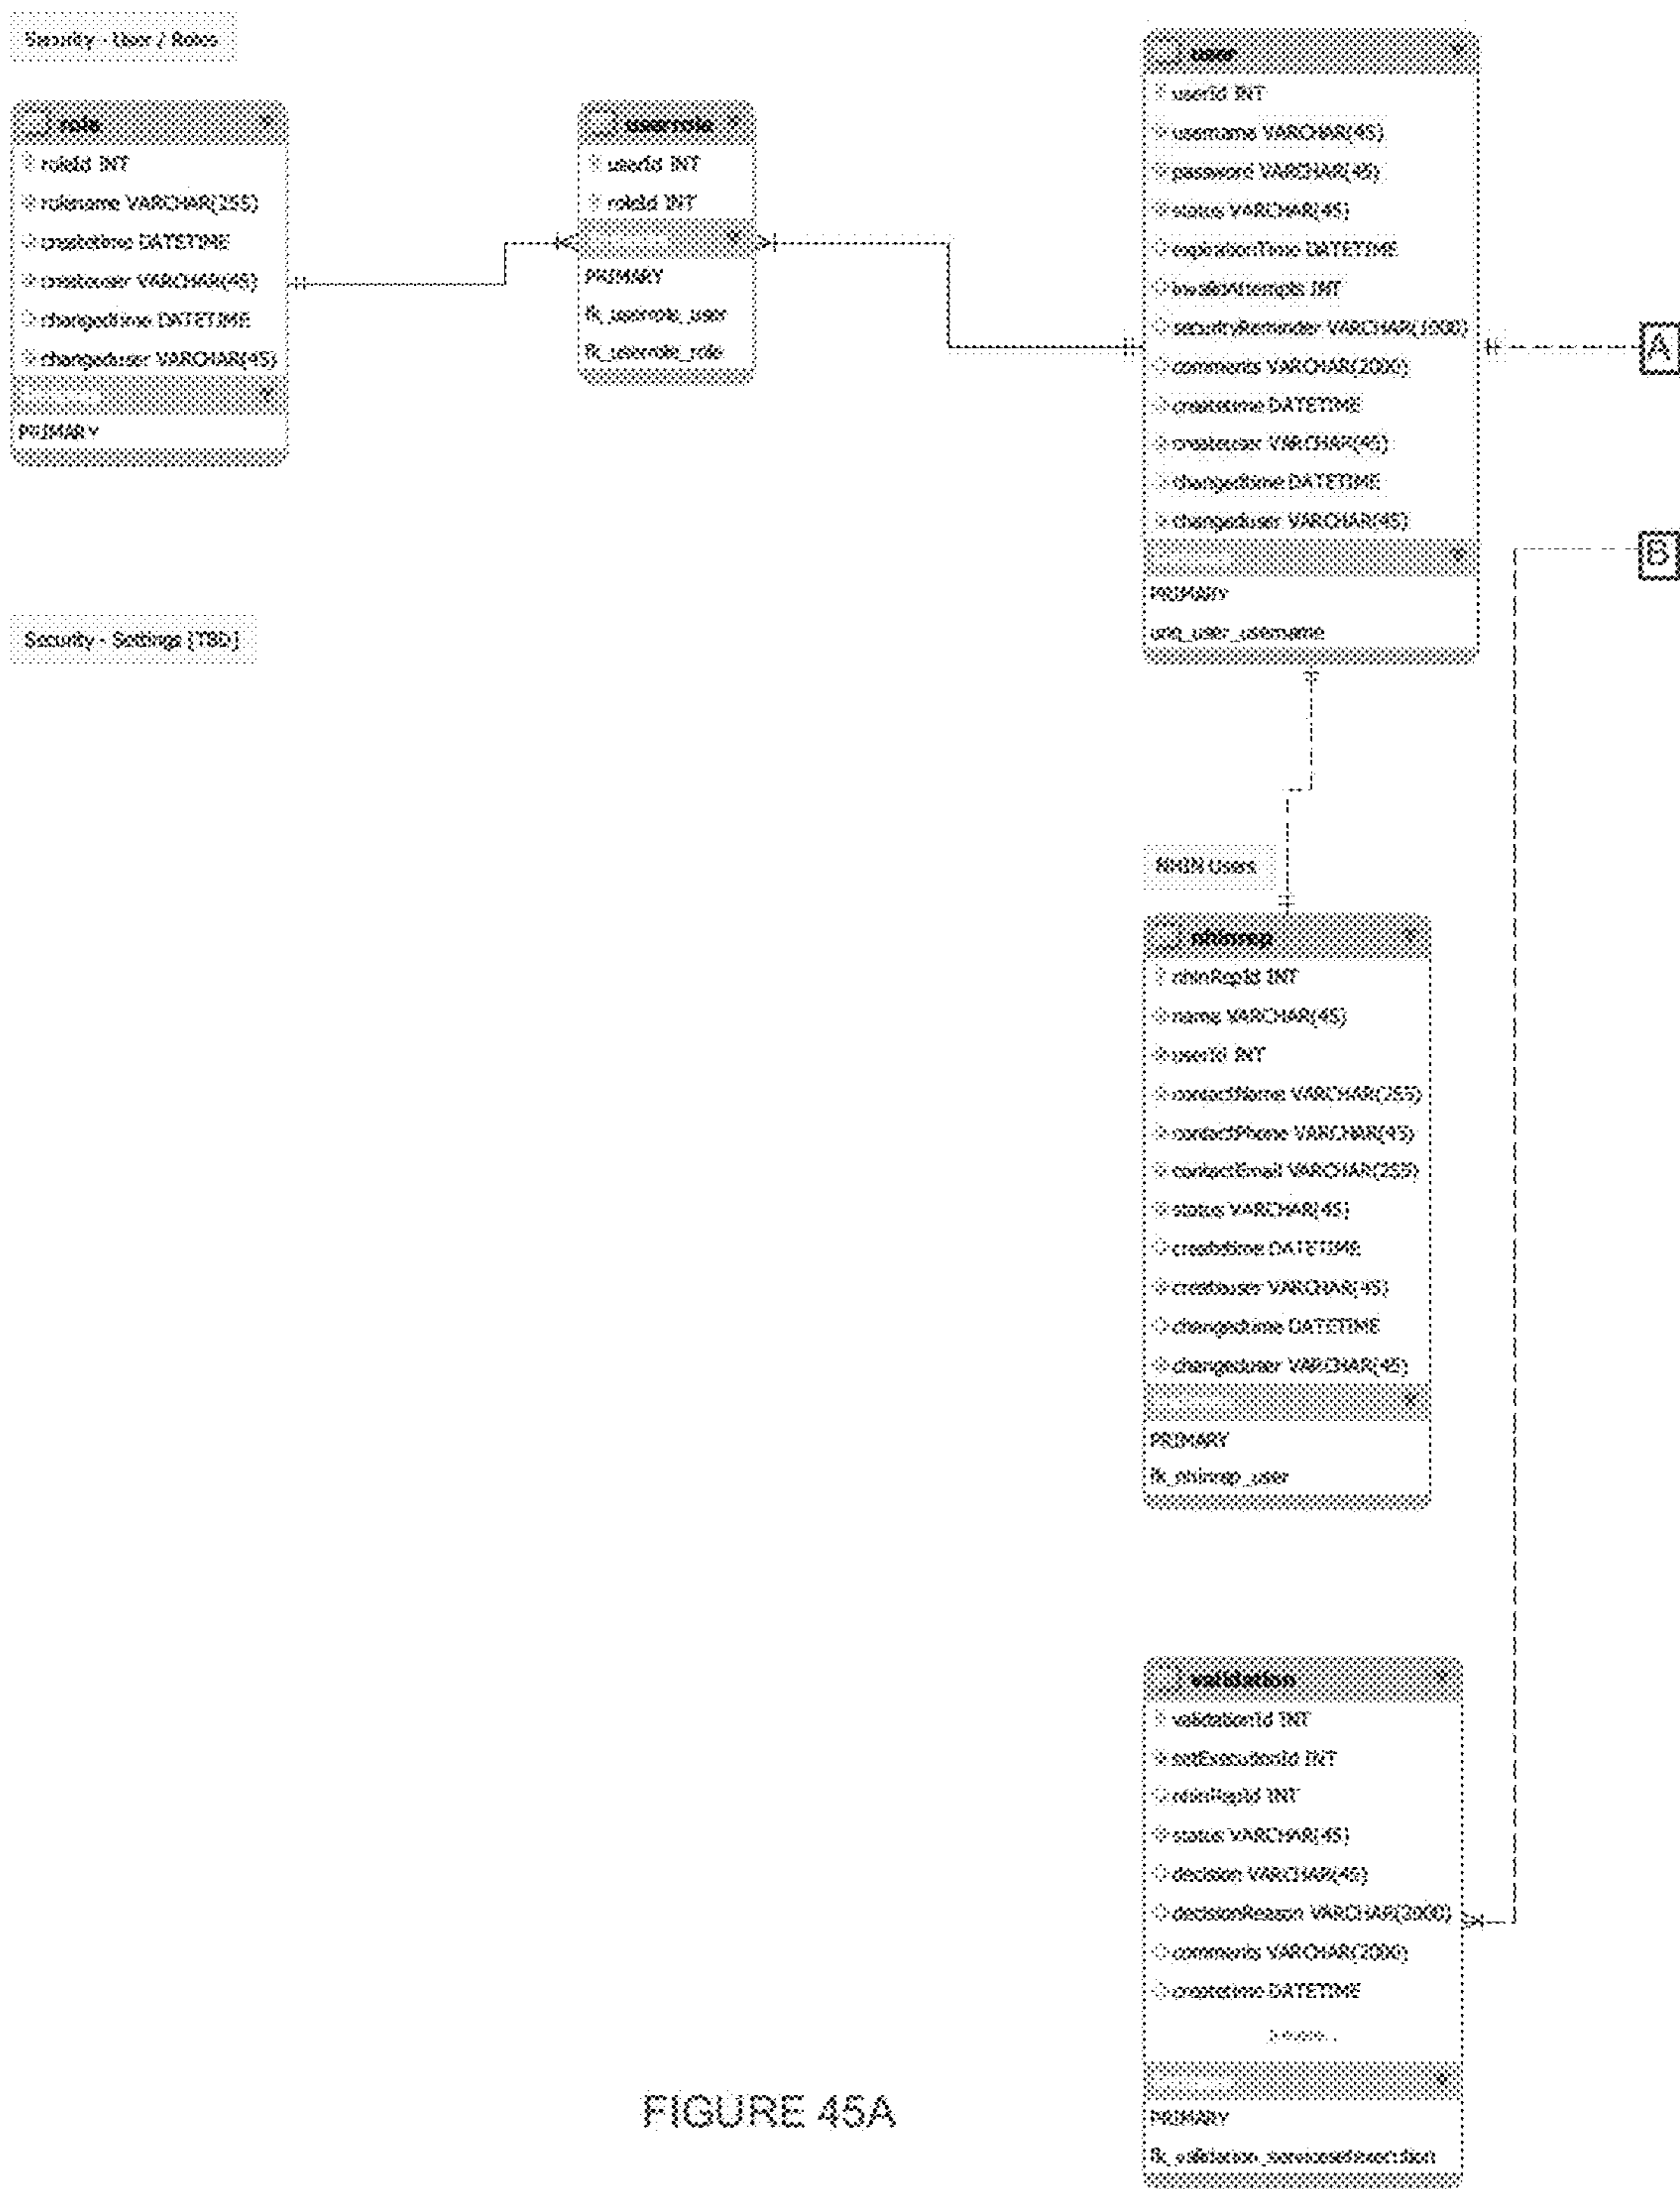 Security - User / Roles
role
roleId INT
rolename VARCHAR(255)
createtime DATETIME
createuser VARCHAR(45)
changedtime DATETIME
changeduser VARCHAR(45)
PRIMARY
userrole
userId INT
roleId INT
PRIMARY
fk_userrole_user
fk_userrole_role
user
userId INT
username VARCHAR(45)
password VARCHAR(45)
status VARCHAR(45)
expirationTime DATETIME
INT
securityReminder VARCHAR(1000)
comments VARCHAR(2000)
createtime DATETIME
createuser VARCHAR(45)
changedtime DATETIME
changeduser VARCHAR(45)
PRIMARY
unq_user_username
A
B
Security - Settings [TBD]
NHIN Users
nhinrep
nhinRepId INT
name VARCHAR(45)
userId INT
contactName VARCHAR(255)
contactPhone VARCHAR(45)
contactEmail VARCHAR(255)
status VARCHAR(45)
createtime DATETIME
createuser VARCHAR(45)
changedtime DATETIME
changeduser VARCHAR(45)
PRIMARY
fk_nhinrep_user
validation
validationId INT
setExecutionId INT
nhinRepId INT
status VARCHAR(45)
decision VARCHAR(45)
decisionReason VARCHAR(2000)
comments VARCHAR(2000)
createtime DATETIME
PRIMARY
FIGURE 45A